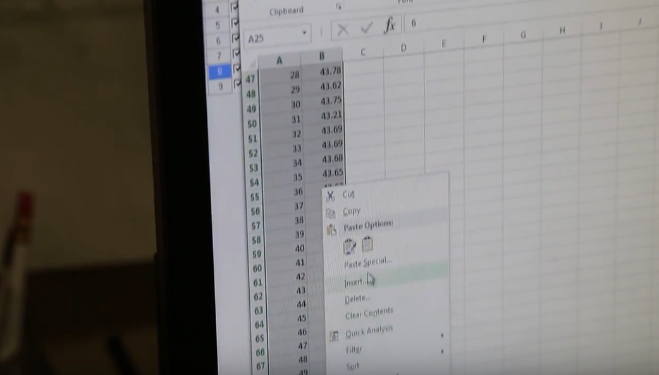 Clipboard
A25
fx 6
A B C D E F G H I
4
5
6
7
8
9
47 28 43.78
48 29 43.62
49 30 43.75
50 31 43.21
51 32 43.69
52 33 43.69
53 34 43.68
54 35 43.65
55 36
56 37
57 38
58 39
59 40
60 41
61 42
62 43
63 44
64 45
65 46
66 47
67 48
49
Cut
Copy
Paste Options:
Paste Special...
Insert...
Delete...
Clear Contents
Quick Analysis
Filter
Sort